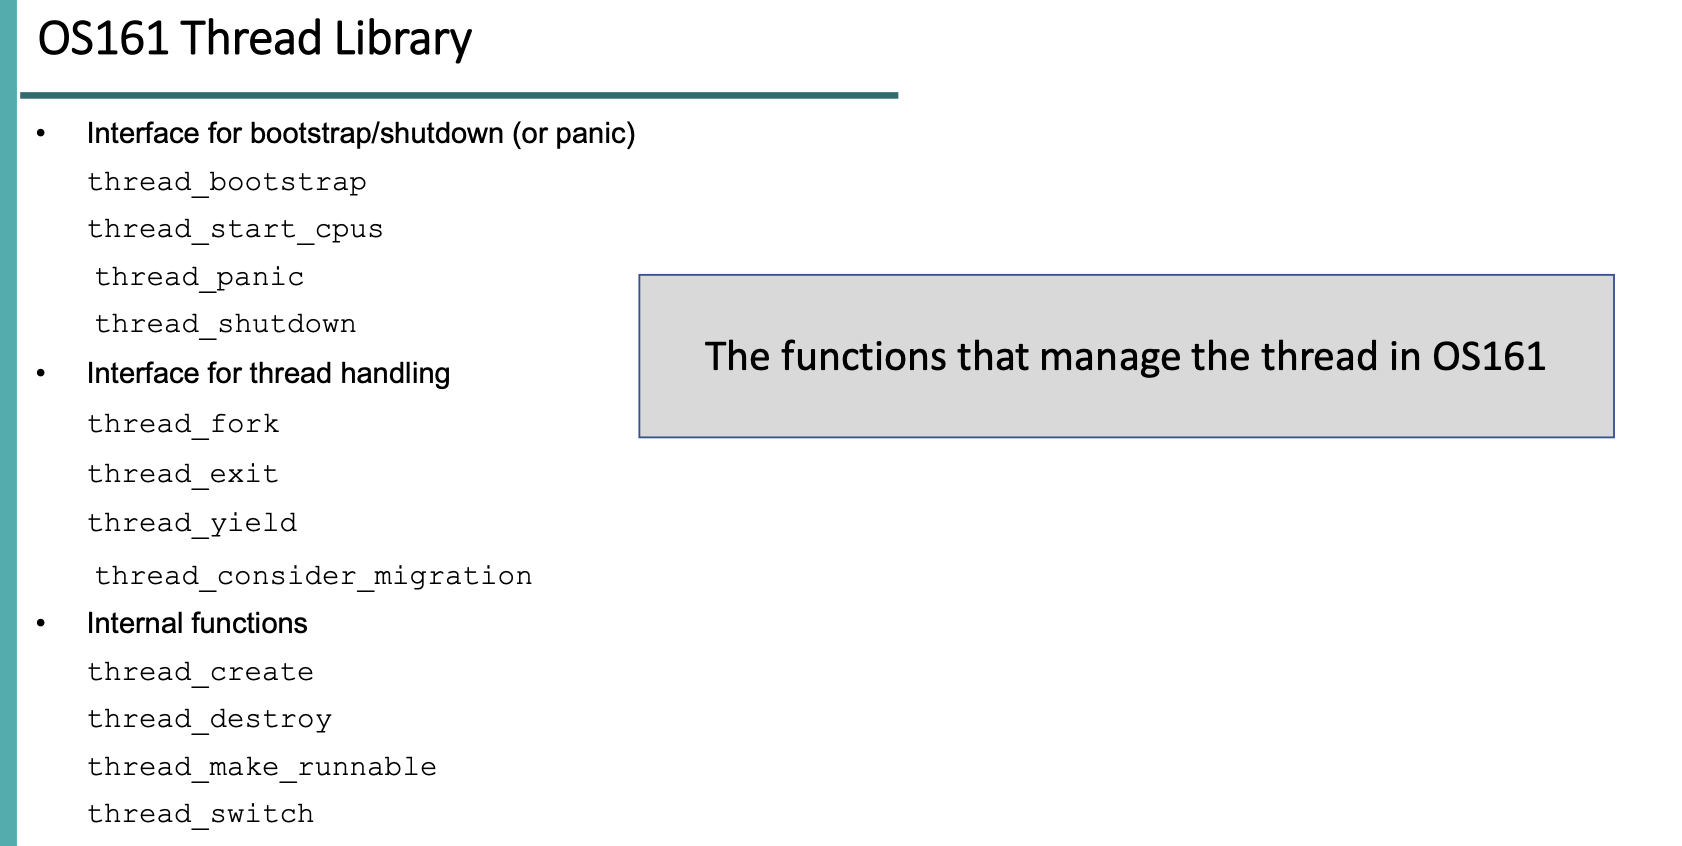 OS161 Thread Library
• Interface for bootstrap/shutdown (or panic)
thread_bootstrap
thread_start_cpus
thread_panic
thread_shutdown
• Interface for thread handling
thread_fork
thread_exit
thread_yield
thread_consider_migration
• Internal functions
thread_create
thread_destroy
thread_make_runnable
thread_switch
The functions that manage the thread in OS161